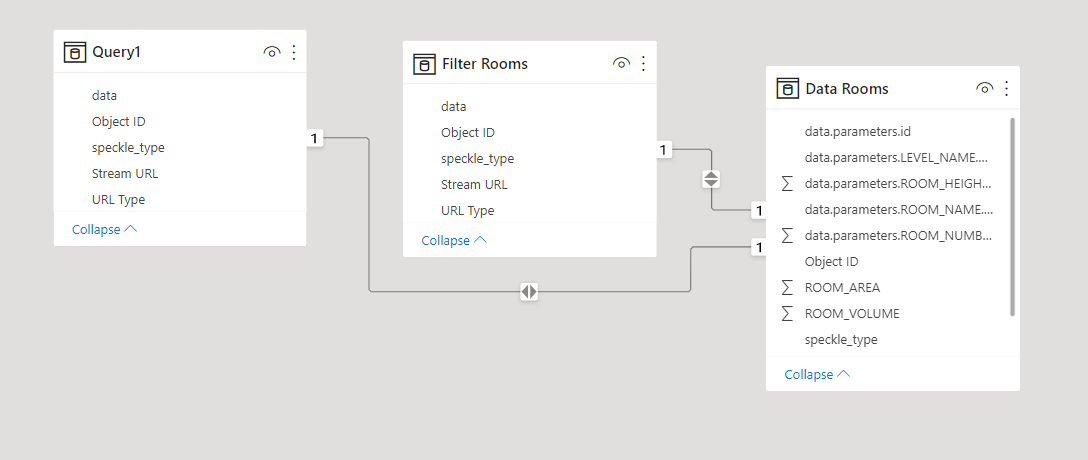 Query1
data
Object ID
speckle_type
Stream URL
URL Type
Collapse
1
Filter Rooms
data
Object ID
speckle_type
Stream URL
URL Type
Collapse
1
1
1
Data Rooms
data.parameters.id
data.parameters.LEVEL_NAME....
data.parameters.ROOM_HEIGH...
data.parameters.ROOM_NAME....
data.parameters.ROOM_NUMB...
Object ID
ROOM_AREA
ROOM_VOLUME
speckle_type
Collapse